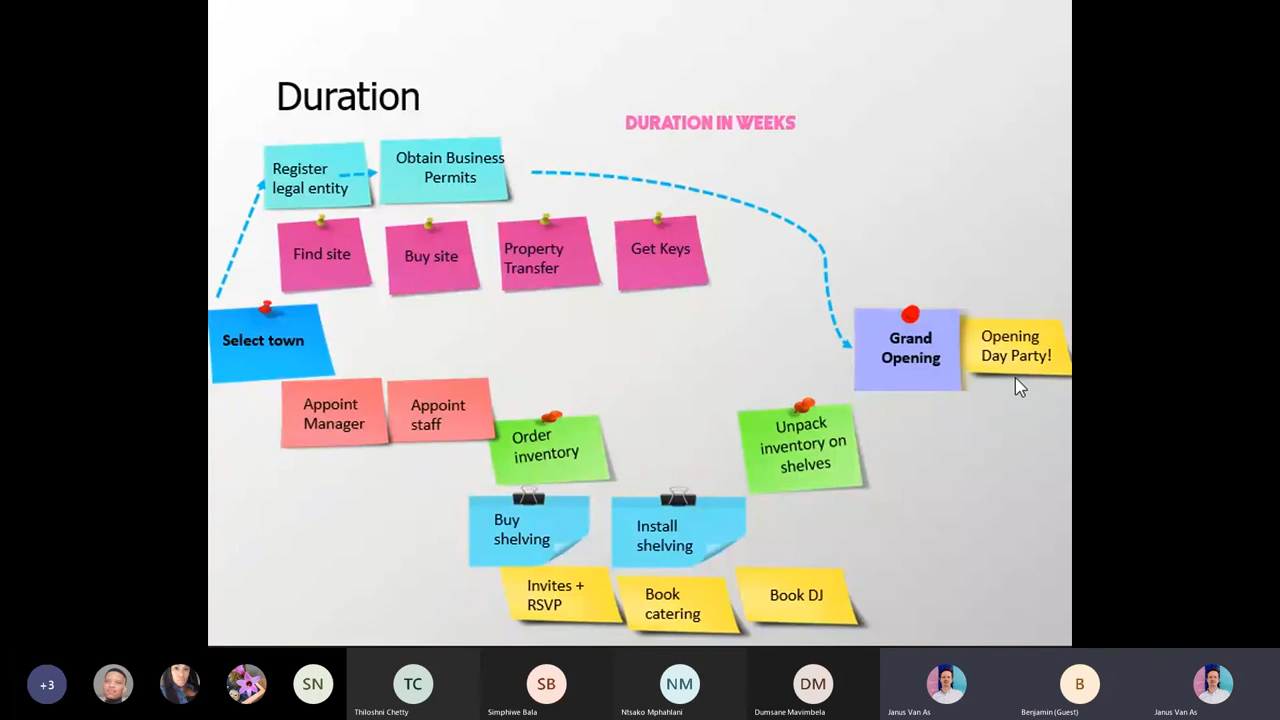 Duration
DURATION IN WEEKS
Register
legal entity
Obtain Business
Permits
Find site
Buy site
Property
Transfer
Get Keys
Select town
Grand
Opening
Opening
Day Party!
Appoint
Manager
Appoint
staff
Order
inventory
Unpack
inventory on
shelves
Buy
shelving
Install
shelving
Invites +
RSVP
Book
catering
Book DJ
+3
SN
TC
SB
NM
DM
B
Thiloshni Chetty
Simphiwe Bala
Ntsako Mphahlani
Dumsane Mavimbela
Janus Van As
Benjamin (Guest)
Janus Van As